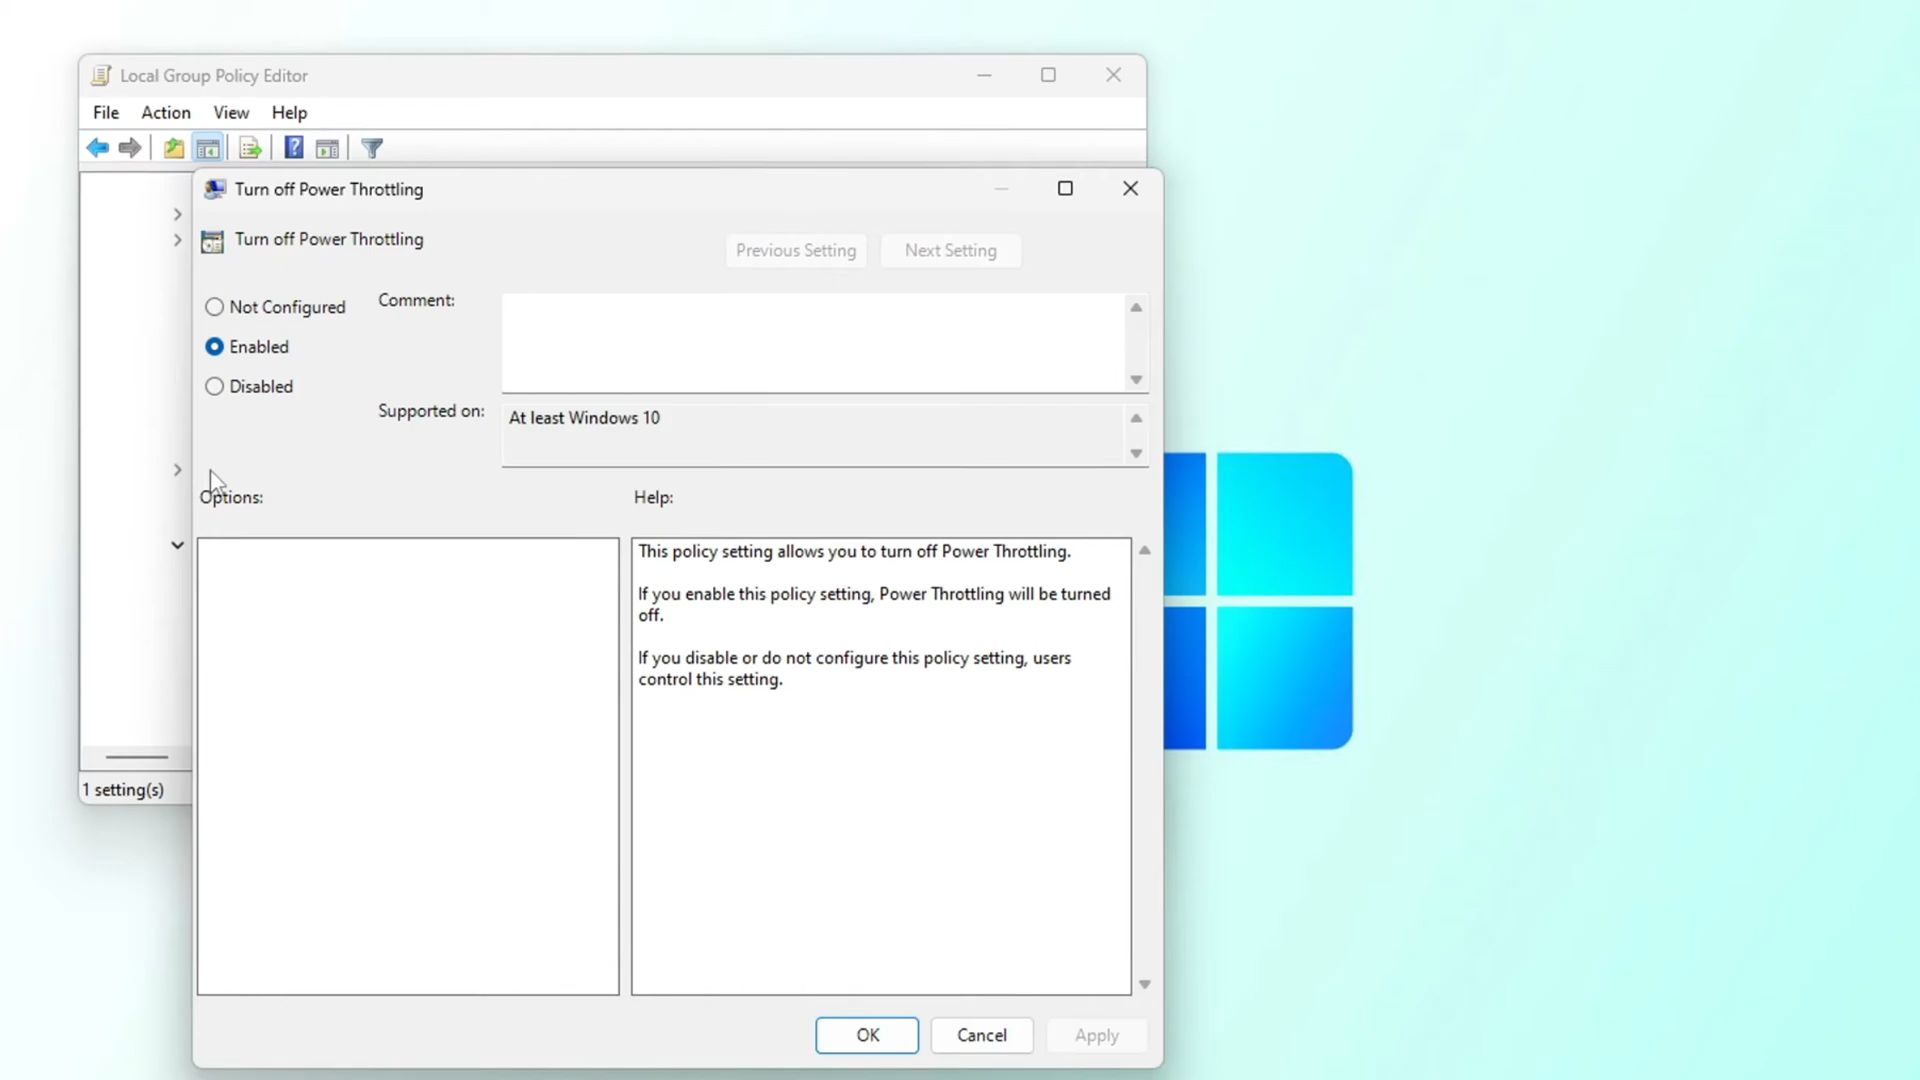 Local Group Policy Editor
File Action View Help
Turn off Power Throttling
Turn off Power Throttling
Previous Setting Next Setting
Not Configured
Comment:
Enabled
Disabled
Supported on:
At least Windows 10
Options:
Help:
This policy setting allows you to turn off Power Throttling.
If you enable this policy setting, Power Throttling will be turned
off.
If you disable or do not configure this policy setting, users
control this setting.
1 setting(s)
OK Cancel Apply